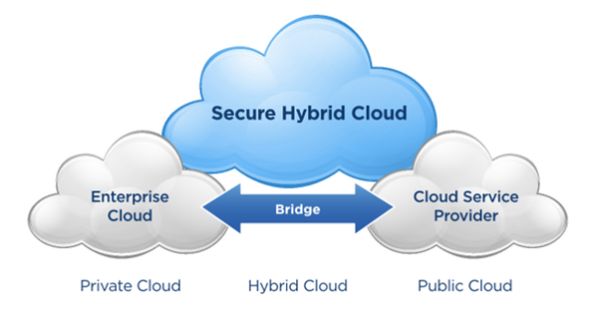 Secure Hybrid Cloud
Enterprise
Cloud
Bridge
Cloud Service
Provider
Private Cloud
Hybrid Cloud
Public Cloud